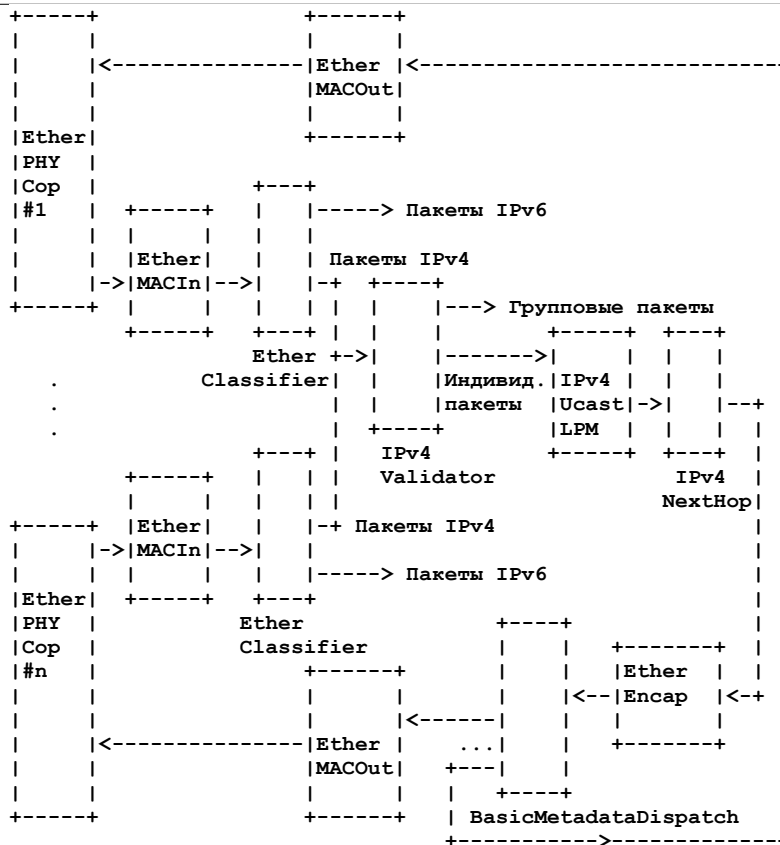 Ether
MACOut
Ether
PHY
Cop
#1
Пакеты IPv6
Ether
MACIn
Пакеты IPv4
Групповые пакеты
Ether
Classifier
Индивид.
пакеты
IPv4
Ucast
LPM
.
.
.
IPv4
Validator
IPv4
NextHop
Ether
MACIn
Пакеты IPv4
Пакеты IPv6
Ether
PHY
Cop
#n
Ether
Classifier
Ether
Encap
Ether
MACOut
...
BasicMetadataDispatch